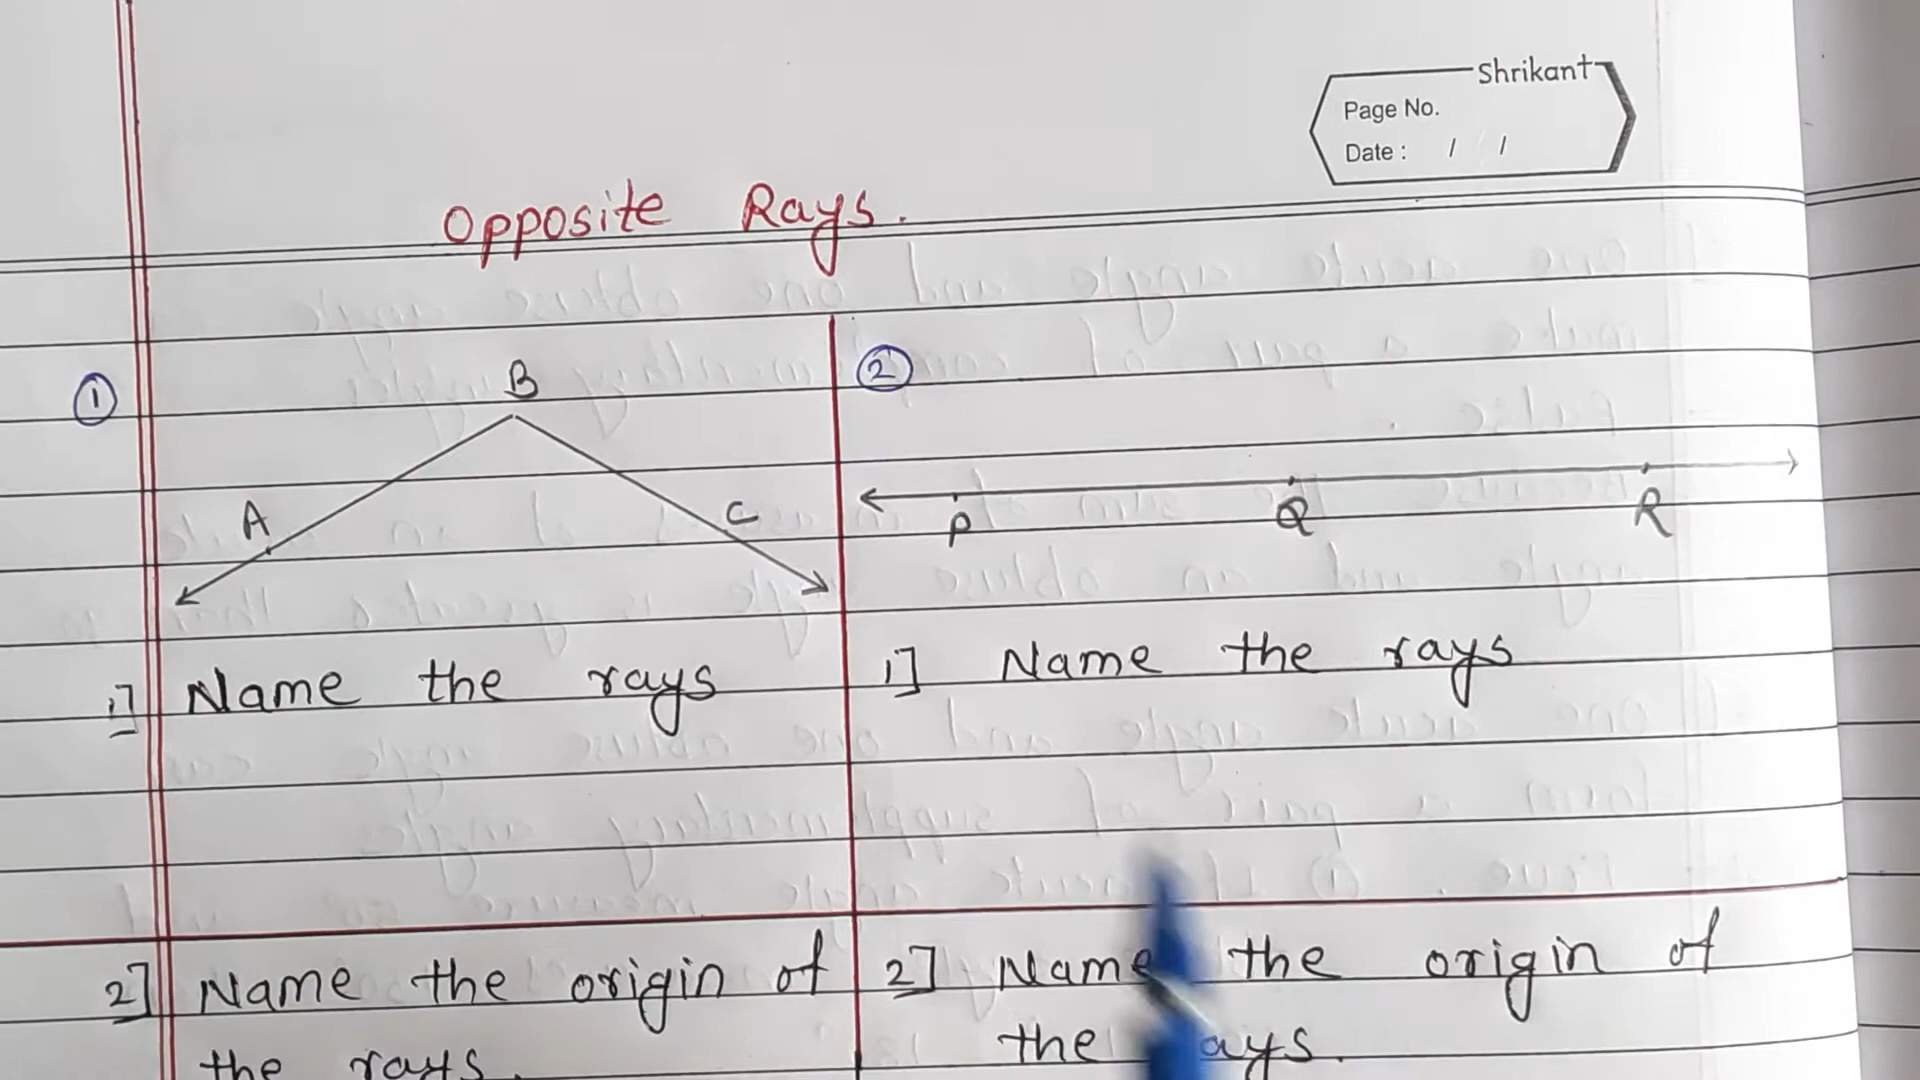 Shrikant
Page No.
Date : / /
Opposite Rays.
①
B
A
C
②
P
Q
R
1] Name the rays
1] Name the rays
2] Name the origin of
the rays.
2] Name the origin of
the rays.